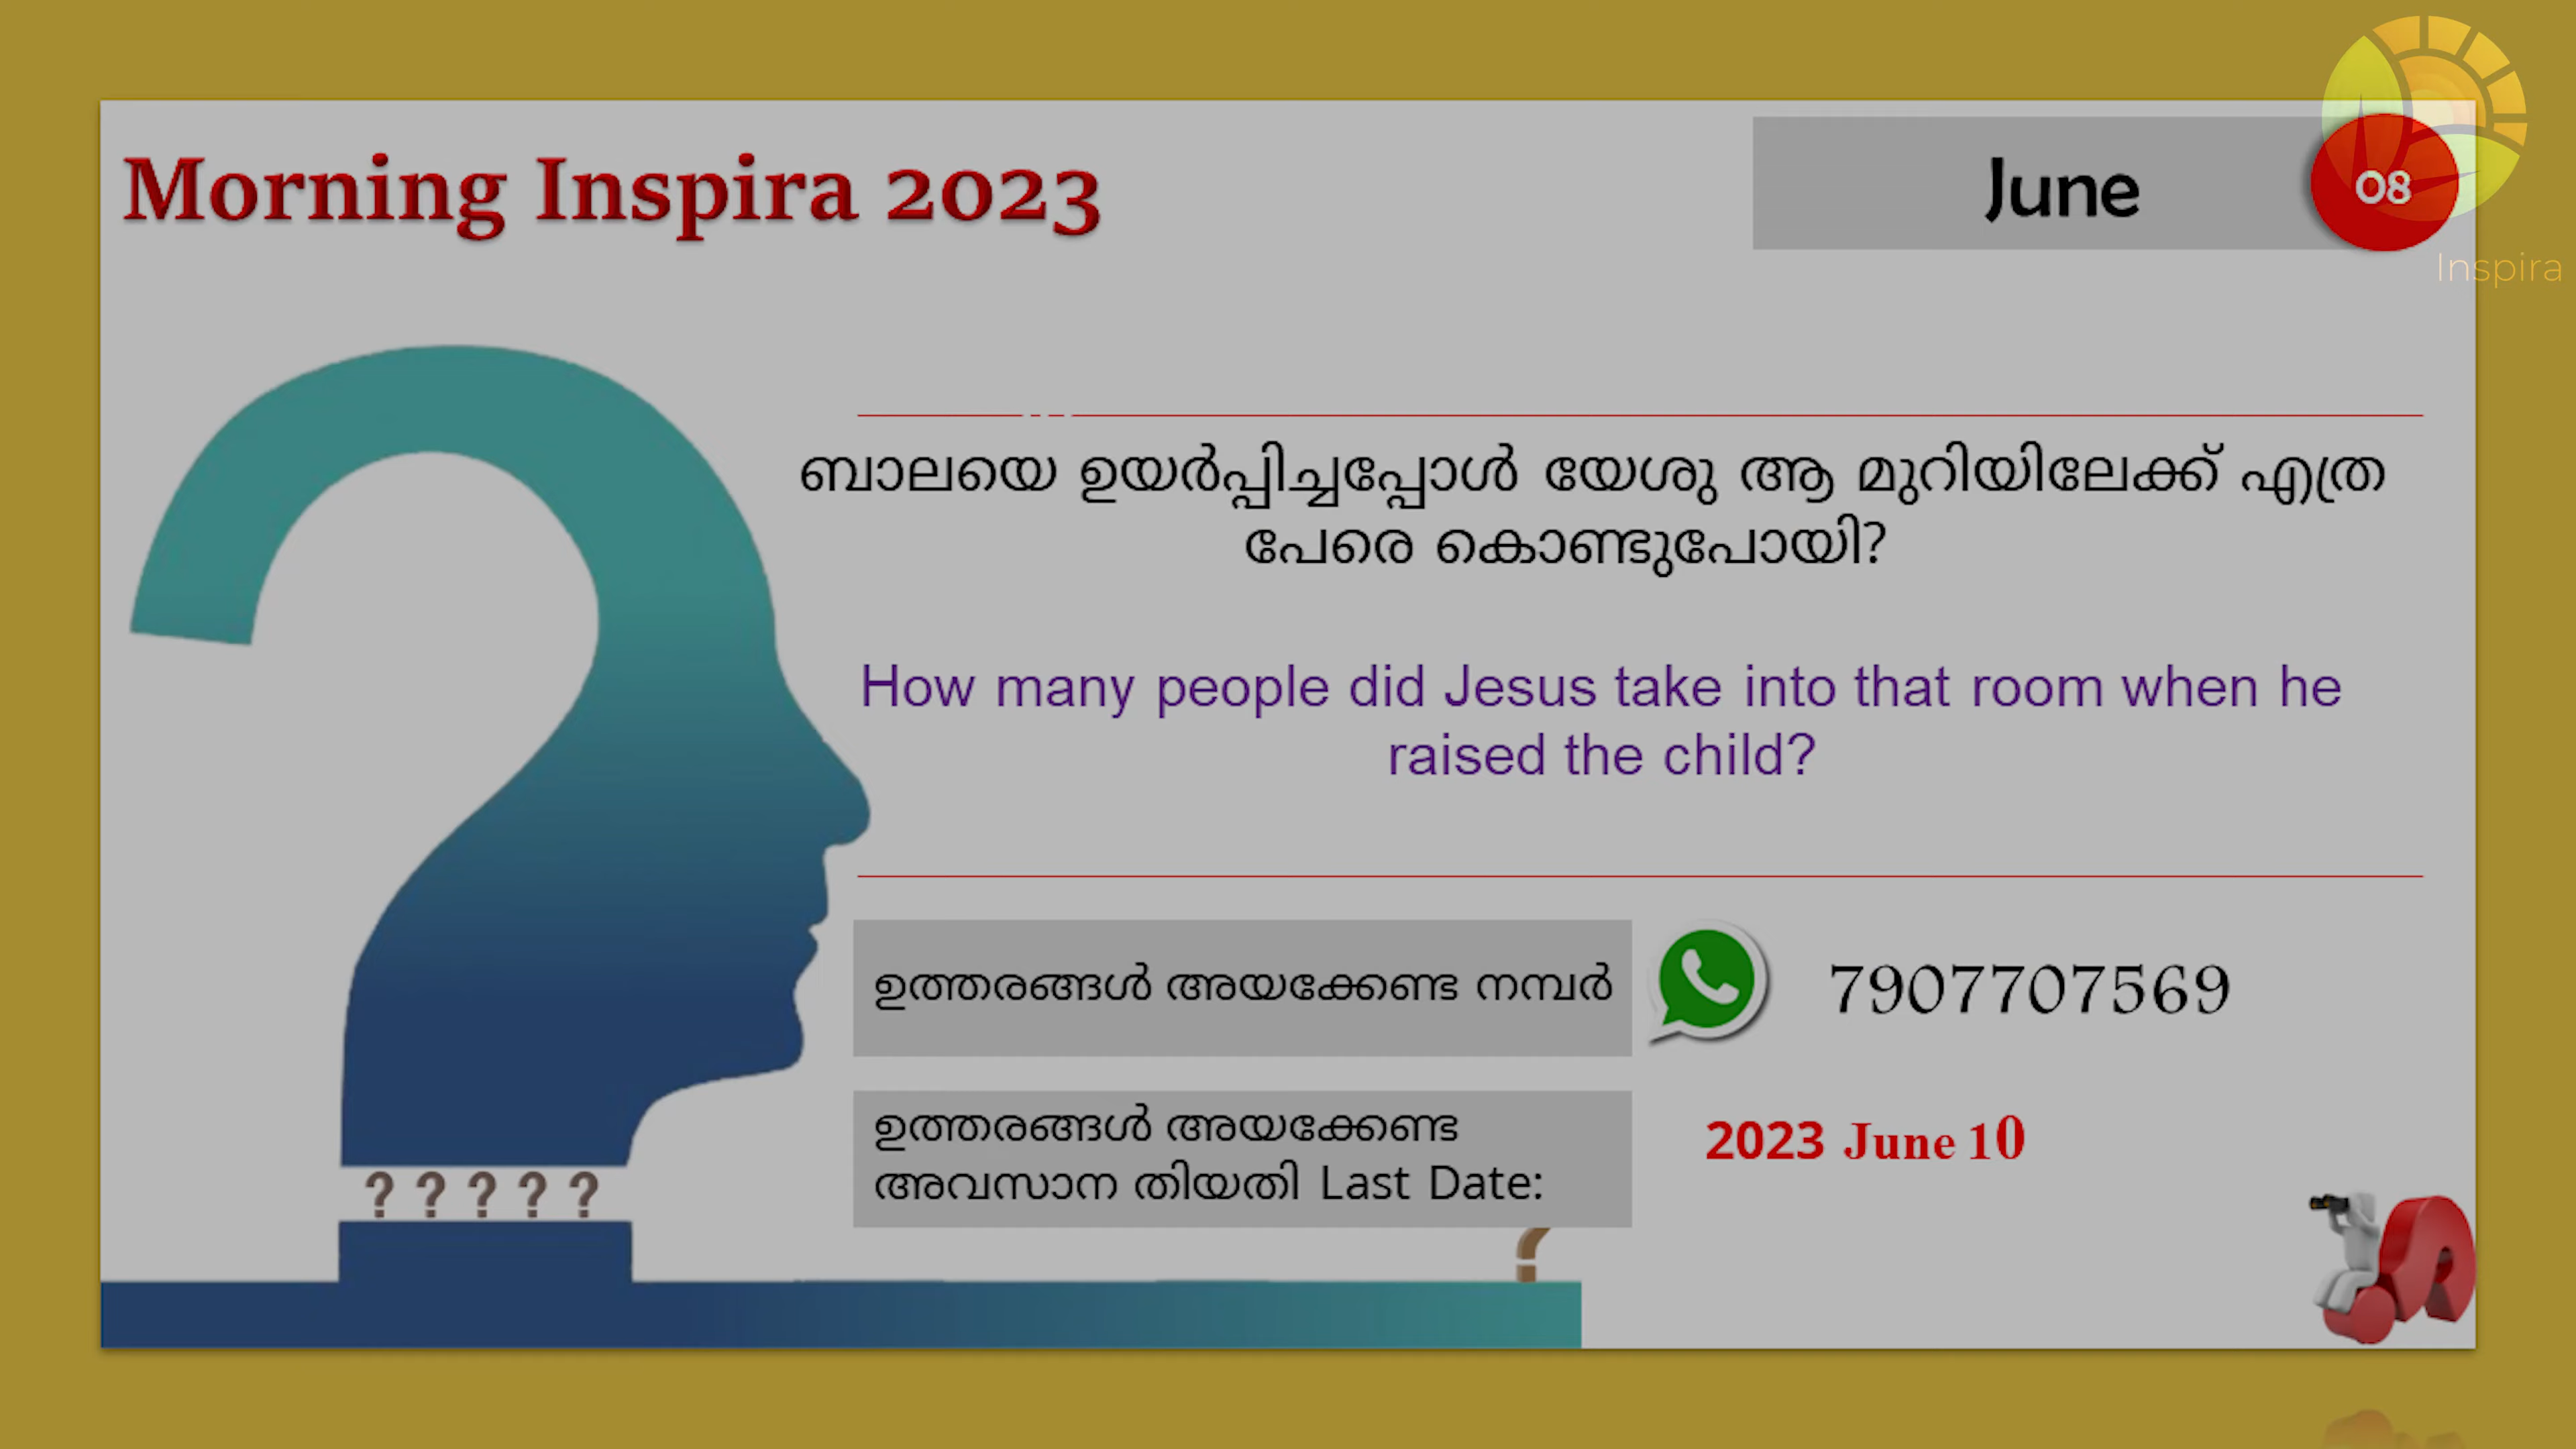 Morning Inspira 2023
June
08
Inspira
ബാലയെ ഉയർപ്പിച്ചപ്പോൾ യേശു ആ മുറിയിലേക്ക് എത്ര
പേരെ കൊണ്ടുപോയി?
How many people did Jesus take into that room when he
raised the child?
ഉത്തരങ്ങൾ അയക്കേണ്ട നമ്പർ
7907707569
ഉത്തരങ്ങൾ അയക്കേണ്ട
അവസാന തിയതി Last Date:
2023 June 10
? ? ? ? ?
?